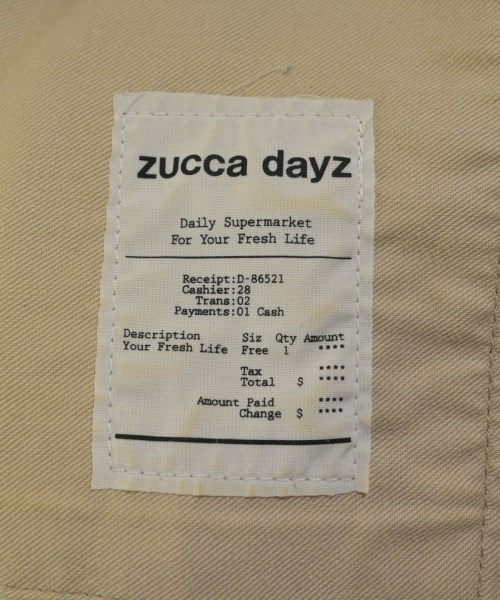 zucca dayz
Daily Supermarket
For Your Fresh Life
Receipt:D-86521
Cashier:28
Trans:02
Payments:01 Cash
Description Siz Qty Amount
Your Fresh Life Free 1 ****
Tax ****
Total $ ****
Amount Paid ****
Change $ ****